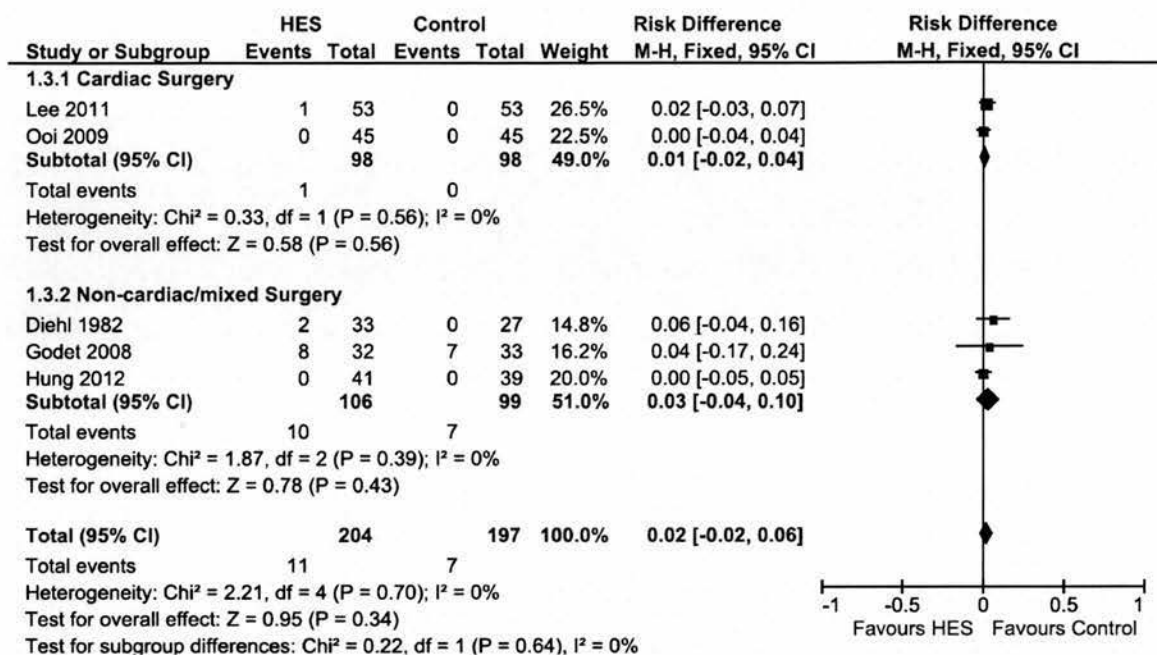 HES Control Risk Difference Risk Difference
Study or Subgroup Events Total Events Total Weight M-H, Fixed, 95% CI M-H, Fixed, 95% CI
1.3.1 Cardiac Surgery
Lee 2011 1 53 0 53 26.5% 0.02 [-0.03, 0.07]
Ooi 2009 0 45 0 45 22.5% 0.00 [-0.04, 0.04]
Subtotal (95% CI) 98 98 49.0% 0.01 [-0.02, 0.04]
Total events 1 0
Heterogeneity: Chi² = 0.33, df = 1 (P = 0.56); I² = 0%
Test for overall effect: Z = 0.58 (P = 0.56)
1.3.2 Non-cardiac/mixed Surgery
Diehl 1982 2 33 0 27 14.8% 0.06 [-0.04, 0.16]
Godet 2008 8 32 7 33 16.2% 0.04 [-0.17, 0.24]
Hung 2012 0 41 0 39 20.0% 0.00 [-0.05, 0.05]
Subtotal (95% CI) 106 99 51.0% 0.03 [-0.04, 0.10]
Total events 10 7
Heterogeneity: Chi² = 1.87, df = 2 (P = 0.39); I² = 0%
Test for overall effect: Z = 0.78 (P = 0.43)
Total (95% CI) 204 197 100.0% 0.02 [-0.02, 0.06]
Total events 11 7
Heterogeneity: Chi² = 2.21, df = 4 (P = 0.70); I² = 0%
Test for overall effect: Z = 0.95 (P = 0.34)
Test for subgroup differences: Chi² = 0.22, df = 1 (P = 0.64), I² = 0%
-1 -0.5 0 0.5 1
Favours HES Favours Control